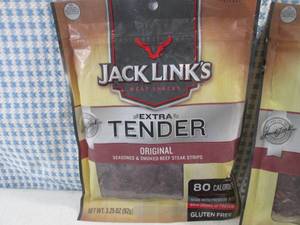 JACK LINK'S
MEAT SNACKS
EXTRA
TENDER
ORIGINAL
SEASONED & SMOKED BEEF STEAK STRIPS
80 CALORIES
GLUTEN FREE
NET WT. 3.25 OZ (92g)